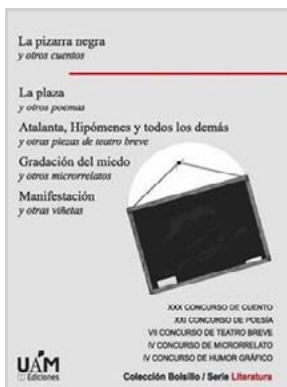 La pizarra negra
y otros cuentos
La plaza
y otros poemas
Atalanta, Hipómenes y todos los demás
y otras piezas de teatro breve
Gradación del miedo
y otros microrrelatos
Manifestación
y otras viñetas
XXX CONCURSO DE CUENTO
XXI CONCURSO DE POESÍA
VII CONCURSO DE TEATRO BREVE
IV CONCURSO DE MICRORRELATO
IV CONCURSO DE HUMOR GRÁFICO
UAM
Ediciones
Colección Bolsillo / Serie Literatura